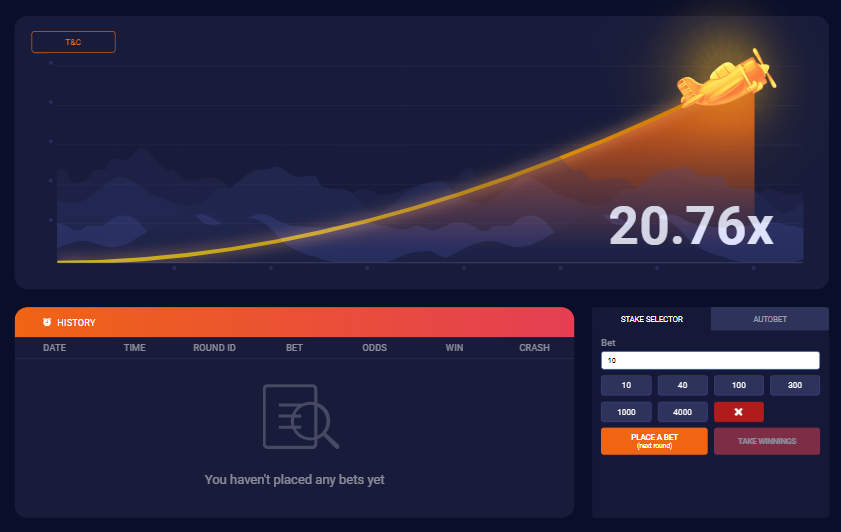 T&C
20.76x
HISTORY
DATE TIME ROUND ID BET ODDS WIN CRASH
You haven't placed any bets yet
STAKE SELECTOR AUTOBET
Bet
10
10 40 100 300
1000 4000
PLACE A BET
(next round)
TAKE WINNINGS